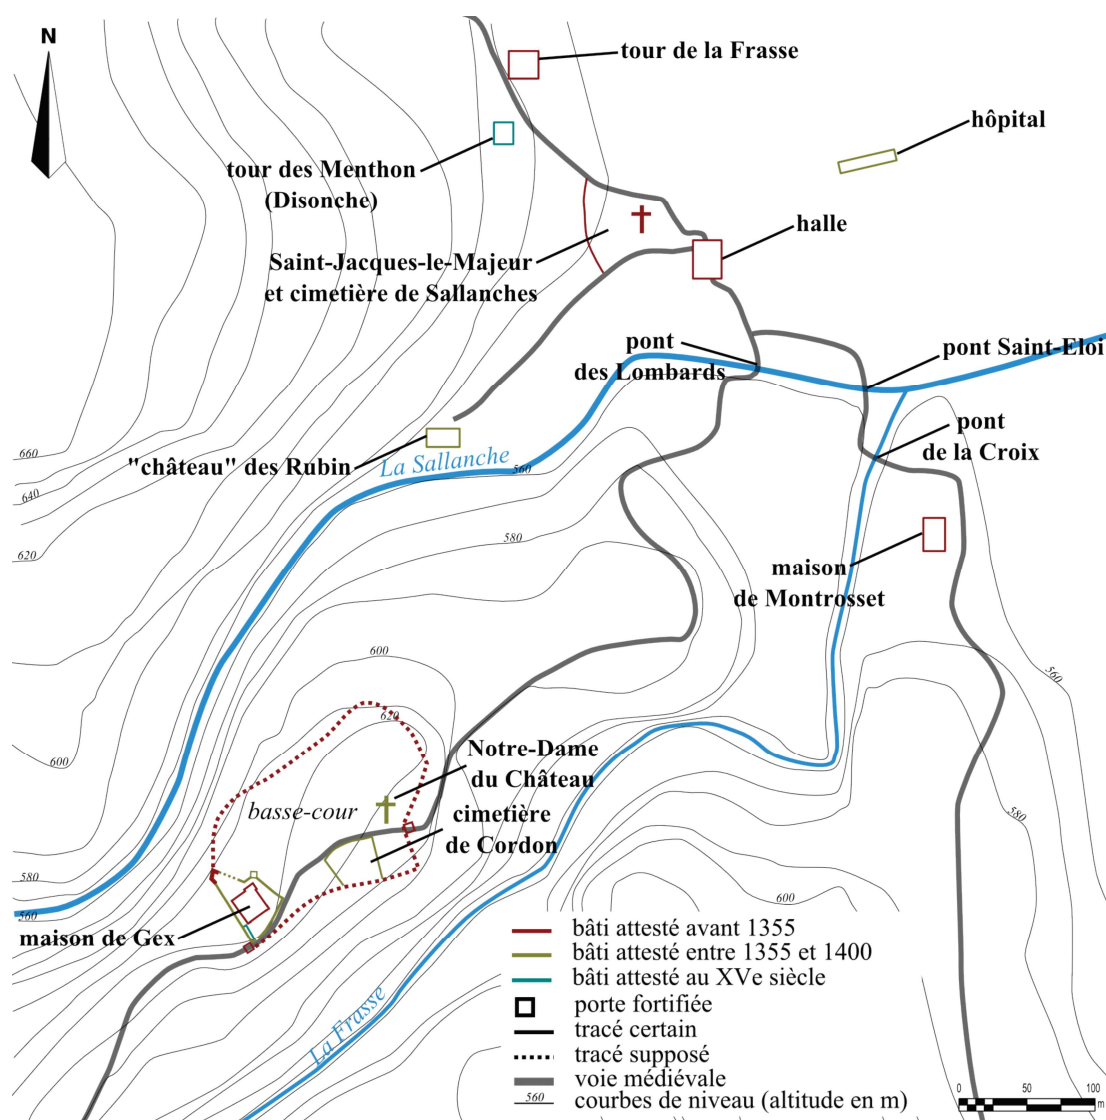 N
tour de la Frasse
hôpital
tour des Menthon
(Disonche)
halle
Saint-Jacques-le-Majeur
et cimetière de Sallanches
pont
des Lombards
pont Saint-Eloi
pont
de la Croix
"château" des Rubin
La Sallanche
560
660
640
620
580
maison
de Montrosset
600
560
620
600
Notre-Dame
du Château
basse-cour
cimetière
de Cordon
580
580
560
600
maison de Gex
La Frasse
bâti attesté avant 1355
bâti attesté entre 1355 et 1400
bâti attesté au XVe siècle
porte fortifiée
tracé certain
tracé supposé
voie médiévale
560 courbes de niveau (altitude en m)
0 50 100
m